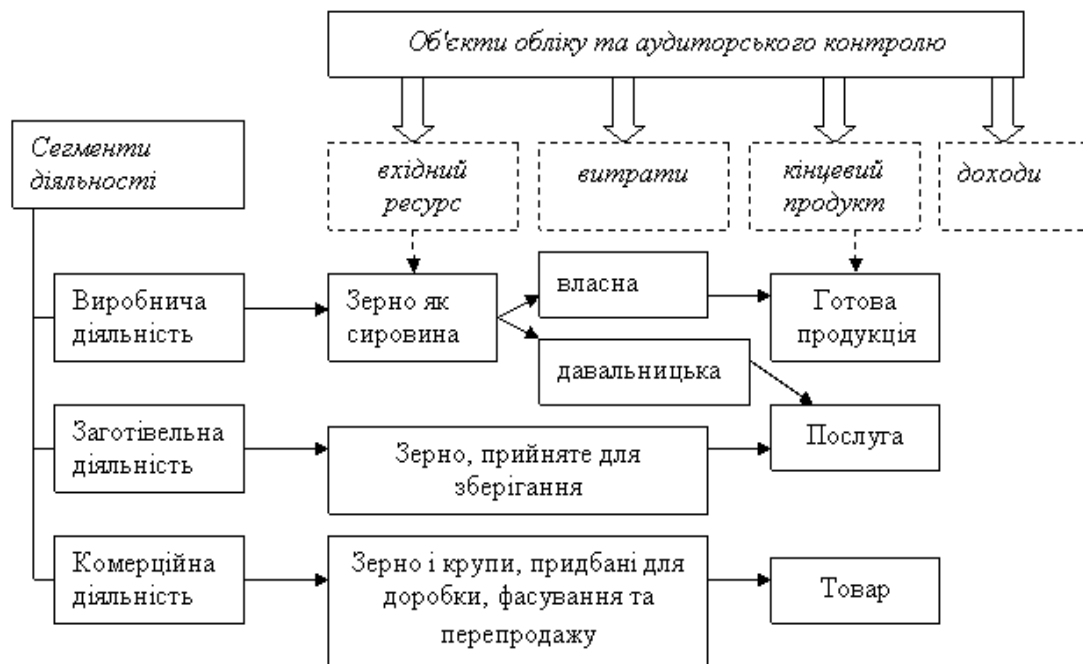 Об'єкти обліку та аудиторського контролю
Сегменти
діяльності
вхідний
ресурс
витрати
кінцевий
продукт
доходи
Виробнича
діяльність
Зерно як
сировина
власна
давальницька
Готова
продукція
Заготівельна
діяльність
Зерно, прийняте для
зберігання
Послуга
Комерційна
діяльність
Зерно і крупи, придбані для
доробки, фасування та
перепродажу
Товар